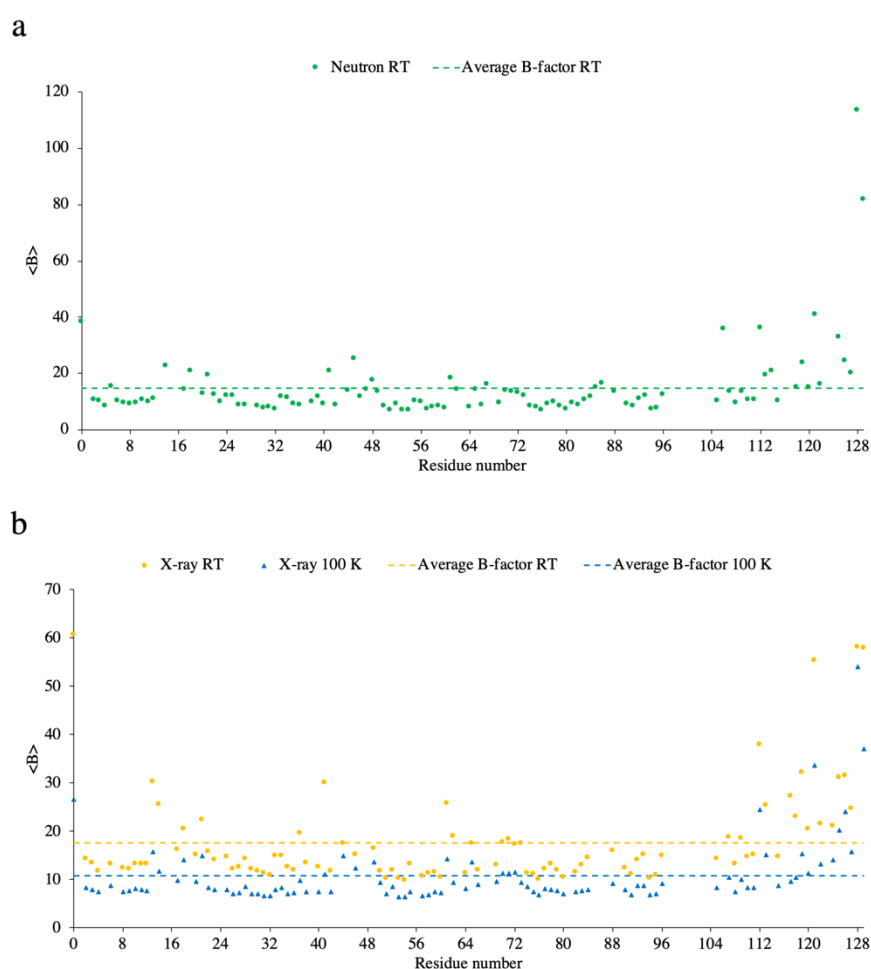 a
Neutron RT Average B-factor RT
120
100
80
60
40
20
0
<B>
0 8 16 24 32 40 48 56 64 72 80 88 96 104 112 120 128
Residue number
b
X-ray RT X-ray 100 K Average B-factor RT Average B-factor 100 K
70
60
50
40
30
20
10
0
<B>
0 8 16 24 32 40 48 56 64 72 80 88 96 104 112 120 128
Residue number